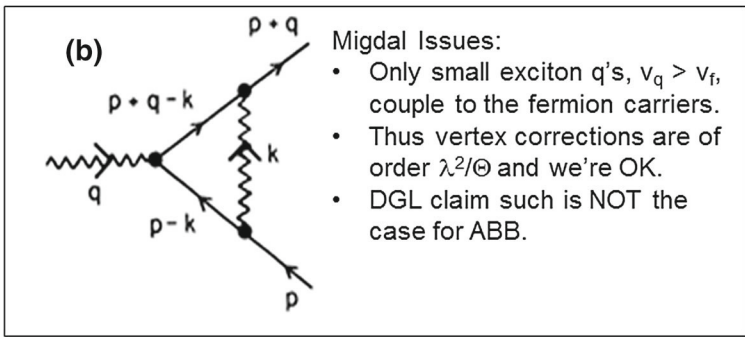 (b)
p + q
p + q - k
k
q
p - k
p
Migdal Issues:
• Only small exciton q's, vq > vf,
couple to the fermion carriers.
• Thus vertex corrections are of
order λ²/Θ and we're OK.
• DGL claim such is NOT the
case for ABB.